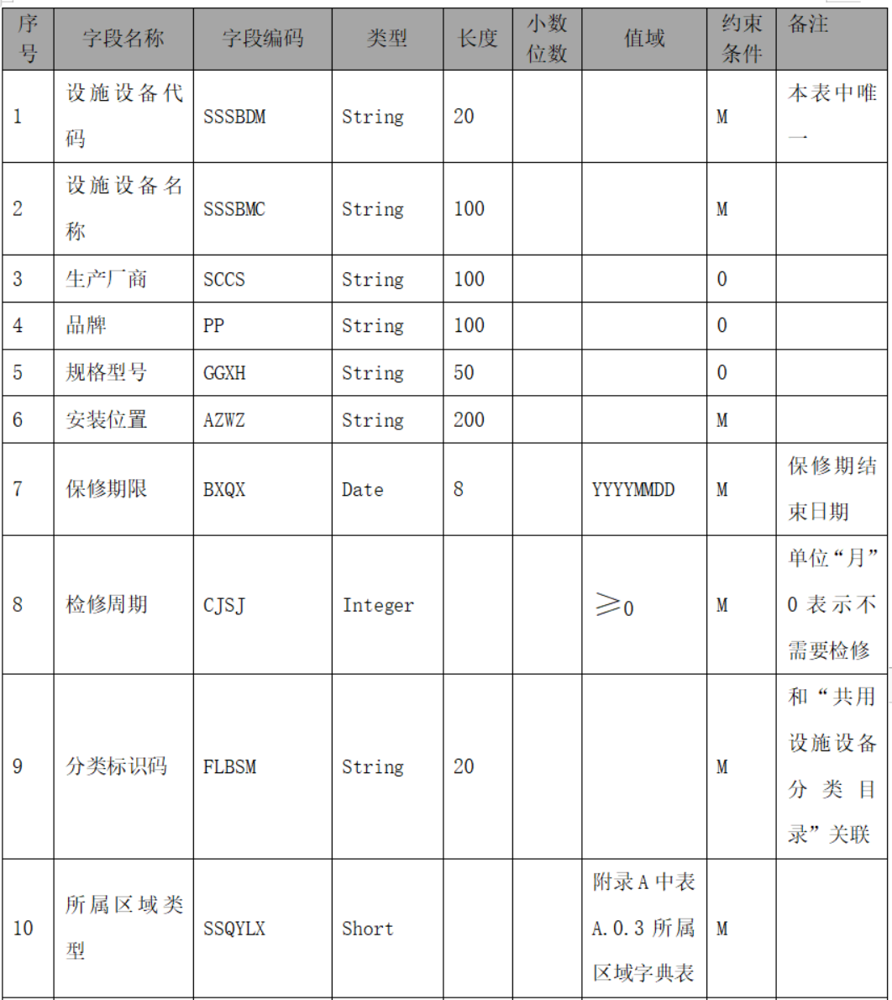 序号 字段名称 字段编码 类型 长度 小数位数 值域 约束条件 备注
1 设施设备代码 SSSBDM String 20 M 本表中唯一
2 设施设备名称 SSSBMC String 100 M
3 生产厂商 SCCS String 100 O
4 品牌 PP String 100 O
5 规格型号 GGXH String 50 O
6 安装位置 AZWZ String 200 M
7 保修期限 BXQX Date 8 YYYYMMDD M 保修期结束日期
8 检修周期 CJSJ Integer ≥0 M 单位“月”0 表示不需要检修
9 分类标识码 FLBSM String 20 M 和“共用设施设备分类目录”关联
10 所属区域类型 SSQYLX Short 附录 A 中表 A.0.3 所属区域字典表 M